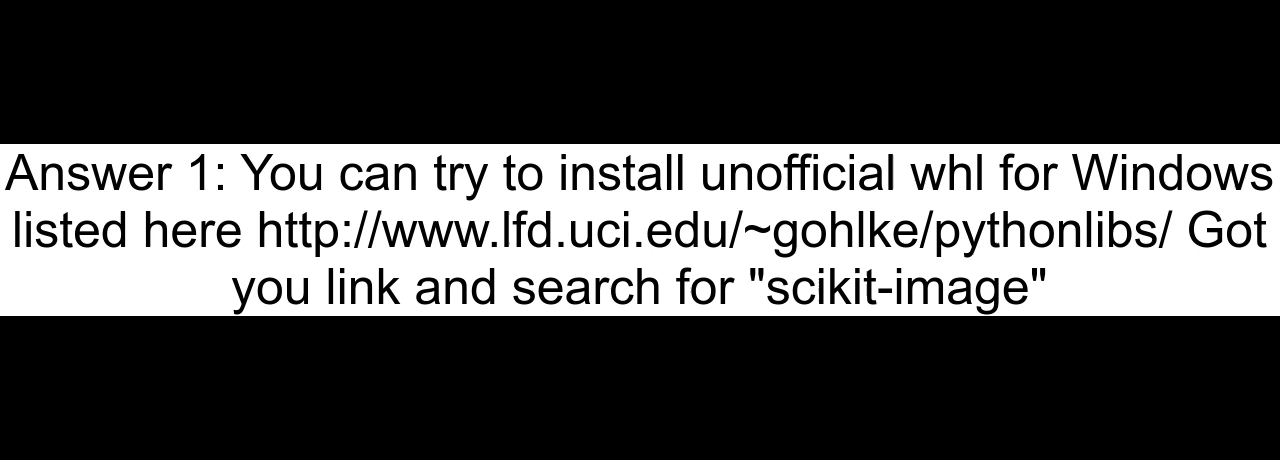 Answer 1: You can try to install unofficial whl for Windows
listed here http://www.lfd.uci.edu/~gohlke/pythonlibs/ Got
you link and search for "scikit-image"